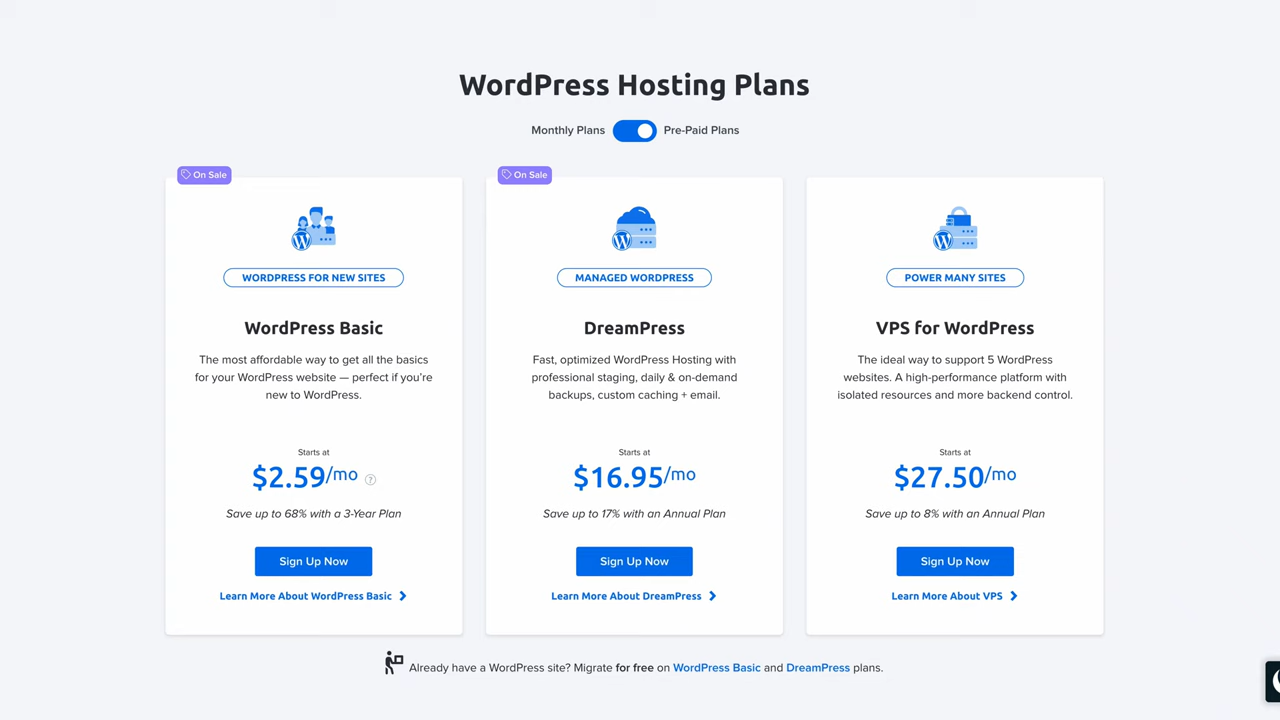 WordPress Hosting Plans
Monthly Plans
Pre-Paid Plans
On Sale
WORDPRESS FOR NEW SITES
WordPress Basic
The most affordable way to get all the basics
for your WordPress website — perfect if you're
new to WordPress.
Starts at
$2.59/mo ?
Save up to 68% with a 3-Year Plan
Sign Up Now
Learn More About WordPress Basic
On Sale
MANAGED WORDPRESS
DreamPress
Fast, optimized WordPress Hosting with
professional staging, daily & on-demand
backups, custom caching + email.
Starts at
$16.95/mo
Save up to 17% with an Annual Plan
Sign Up Now
Learn More About DreamPress
POWER MANY SITES
VPS for WordPress
The ideal way to support 5 WordPress
websites. A high-performance platform with
isolated resources and more backend control.
Starts at
$27.50/mo
Save up to 8% with an Annual Plan
Sign Up Now
Learn More About VPS
Already have a WordPress site? Migrate for free on WordPress Basic and DreamPress plans.